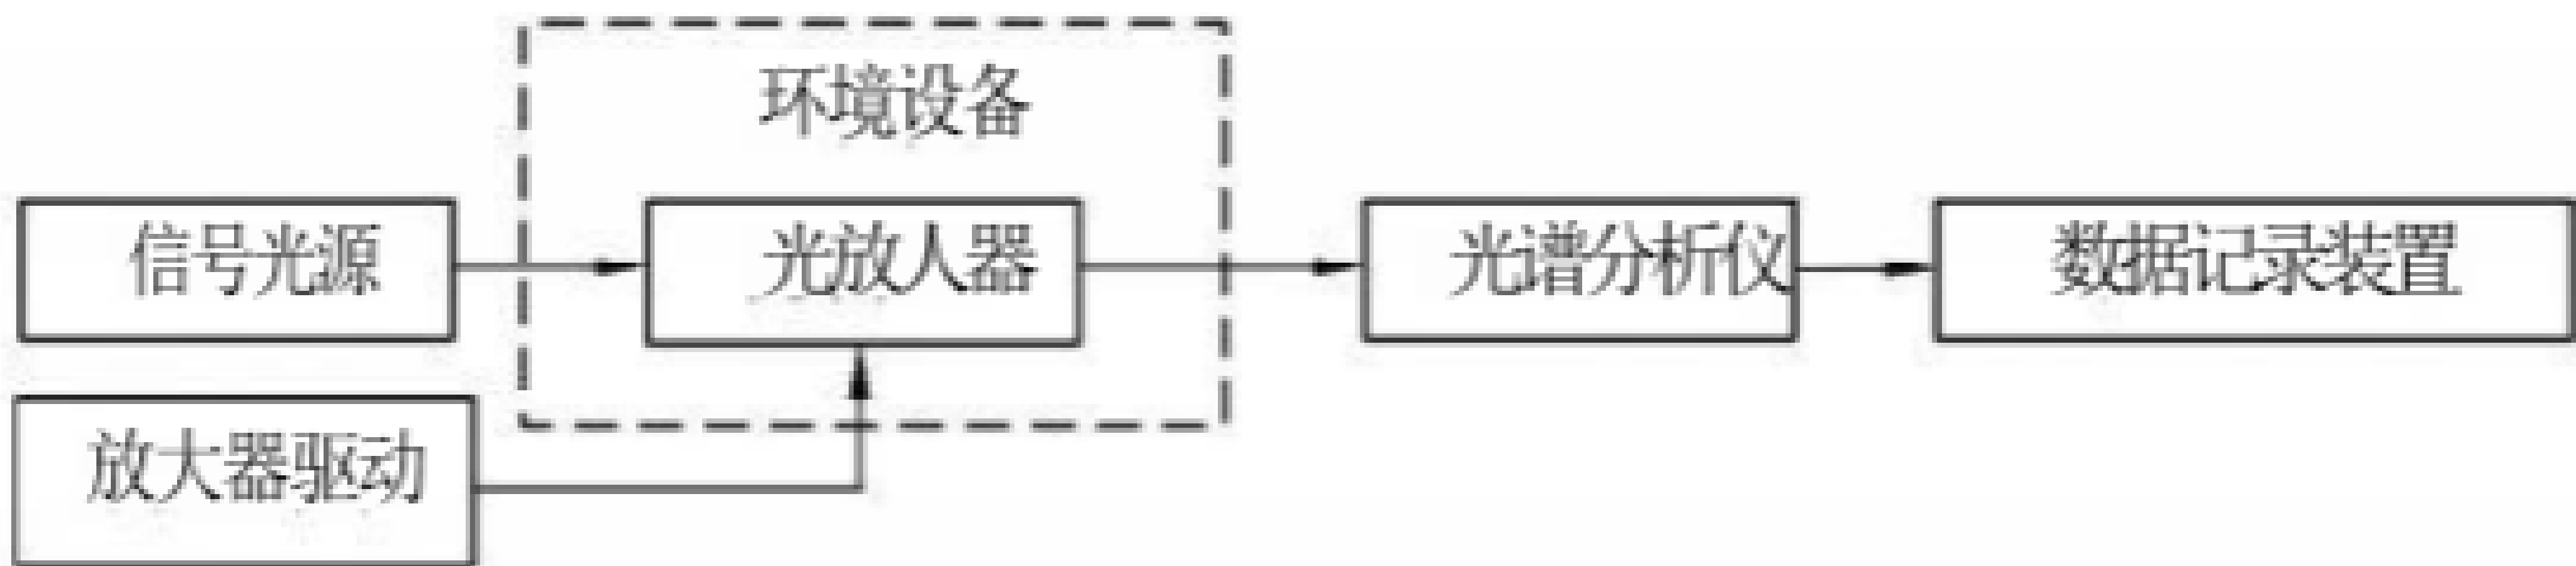 环境设备
信号光源
光放人器
光谱分析仪
数据记录装置
放大器驱动